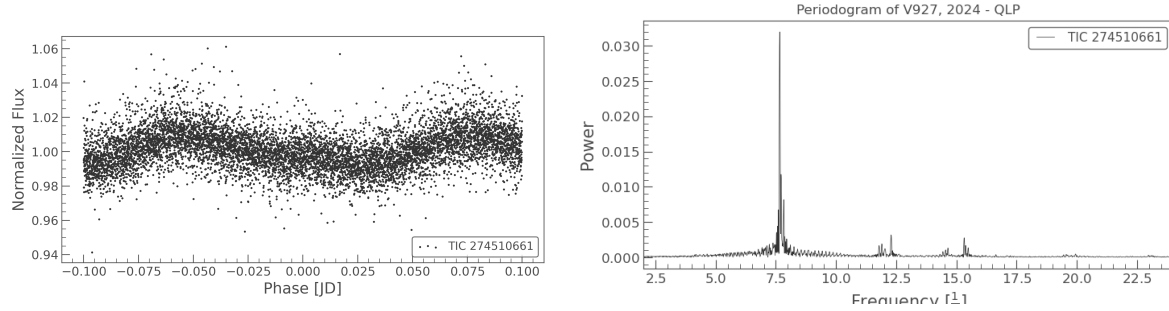 Normalized Flux
1.06
1.04
1.02
1.00
0.98
0.96
0.94
TIC 274510661
−0.100 −0.075 −0.050 −0.025 0.000 0.025 0.050 0.075 0.100
Phase [JD]
Periodogram of V927, 2024 - QLP
TIC 274510661
Power
0.030
0.025
0.020
0.015
0.010
0.005
0.000
2.5 5.0 7.5 10.0 12.5 15.0 17.5 20.0 22.5
Frequency [1